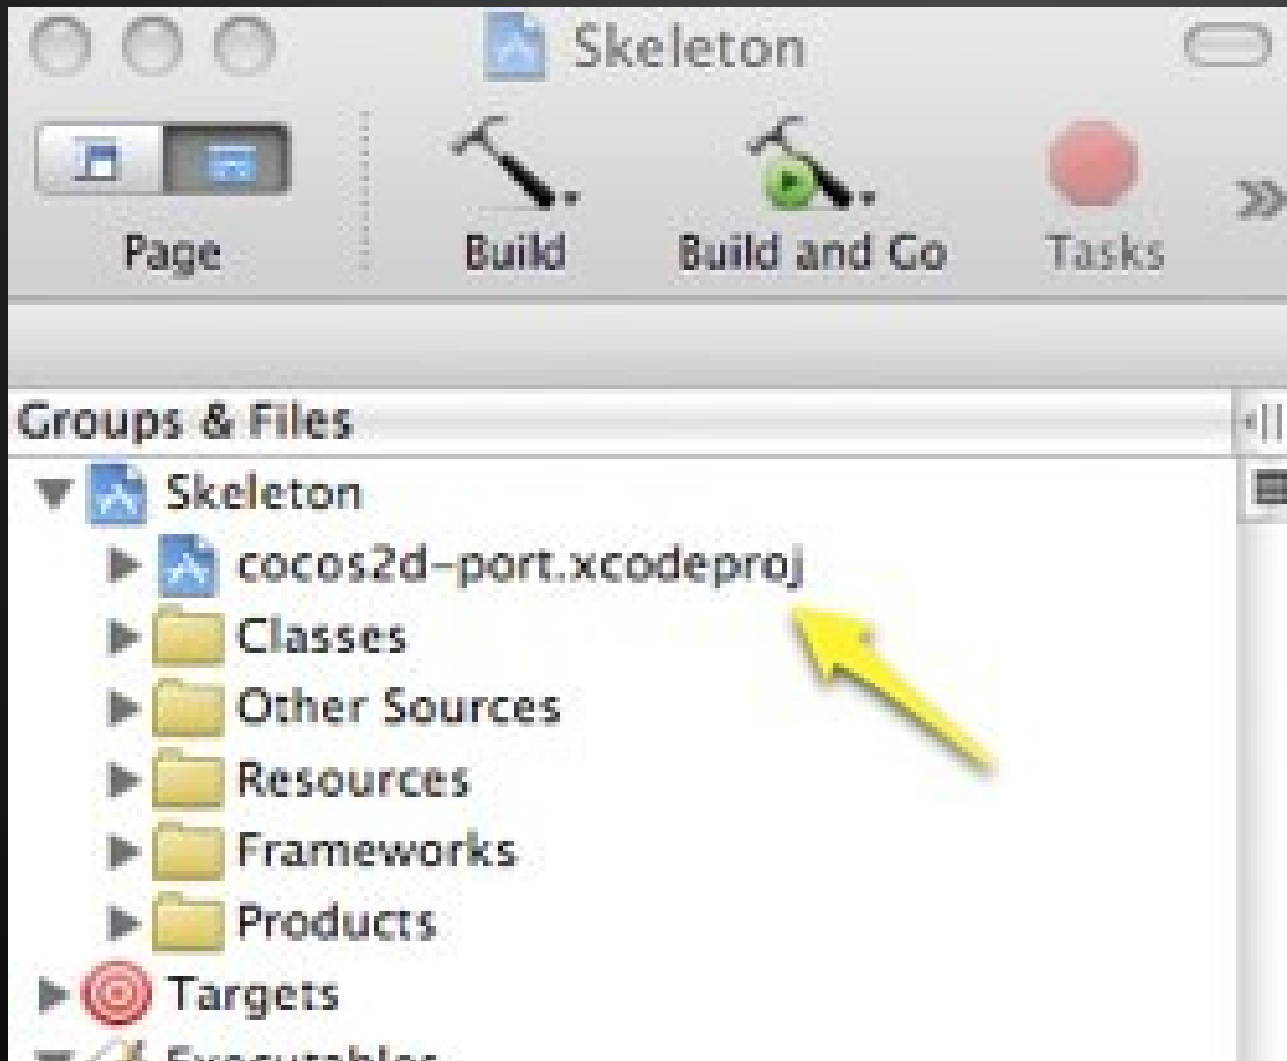 Skeleton
Page
Build
Build and Go
Tasks
Groups & Files
Skeleton
cocos2d-port.xcodeproj
Classes
Other Sources
Resources
Frameworks
Products
Targets
Executables